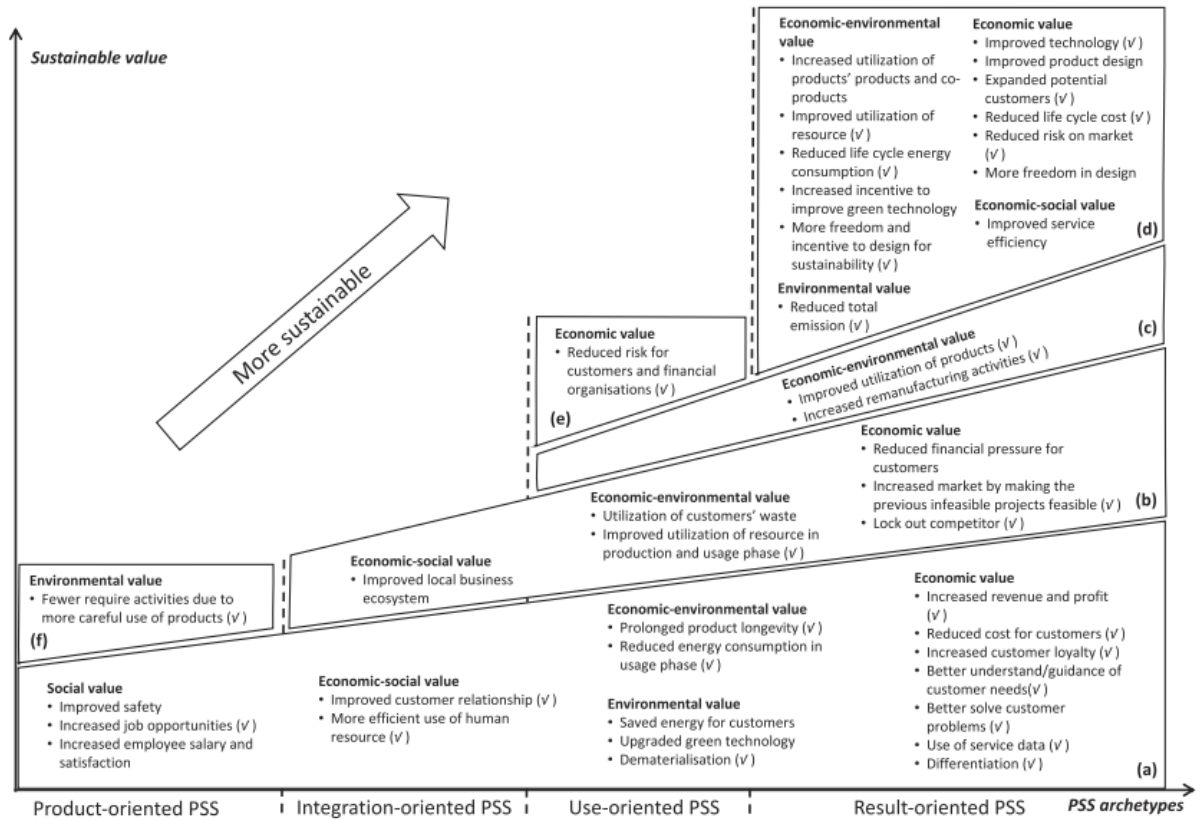 Sustainable value
More sustainable
Economic-environmental
value
• Increased utilization of
products' products and co-
products
• Improved utilization of
resource (√)
• Reduced life cycle energy
consumption (√)
• Increased incentive to
improve green technology
• More freedom and
incentive to design for
sustainability (√)
Environmental value
• Reduced total
emission (√)
Economic value
• Improved technology (√)
• Improved product design
• Expanded potential
customers (√)
• Reduced life cycle cost (√)
• Reduced risk on market
(√)
• More freedom in design
Economic-social value
• Improved service
efficiency
(d)
Economic value
• Reduced risk for
customers and financial
organisations (√)
(e)
Economic-environmental value
• Improved utilization of products (√)
• Increased remanufacturing activities (√)
(c)
Economic value
• Reduced financial pressure for
customers
• Increased market by making the
previous infeasible projects feasible (√)
• Lock out competitor (√)
(b)
Economic-environmental value
• Utilization of customers' waste
• Improved utilization of resource in
production and usage phase (√)
Economic-social value
• Improved local business
ecosystem
Environmental value
• Fewer require activities due to
more careful use of products (√)
(f)
Social value
• Improved safety
• Increased job opportunities (√)
• Increased employee salary and
satisfaction
Economic-social value
• Improved customer relationship (√)
• More efficient use of human
resource (√)
Economic-environmental value
• Prolonged product longevity (√)
• Reduced energy consumption in
usage phase (√)
Environmental value
• Saved energy for customers
• Upgraded green technology
• Dematerialisation (√)
Economic value
• Increased revenue and profit
(√)
• Reduced cost for customers (√)
• Increased customer loyalty (√)
• Better understand/guidance of
customer needs(√)
• Better solve customer
problems (√)
• Use of service data (√)
• Differentiation (√)
(a)
Product-oriented PSS
Integration-oriented PSS
Use-oriented PSS
Result-oriented PSS
PSS archetypes